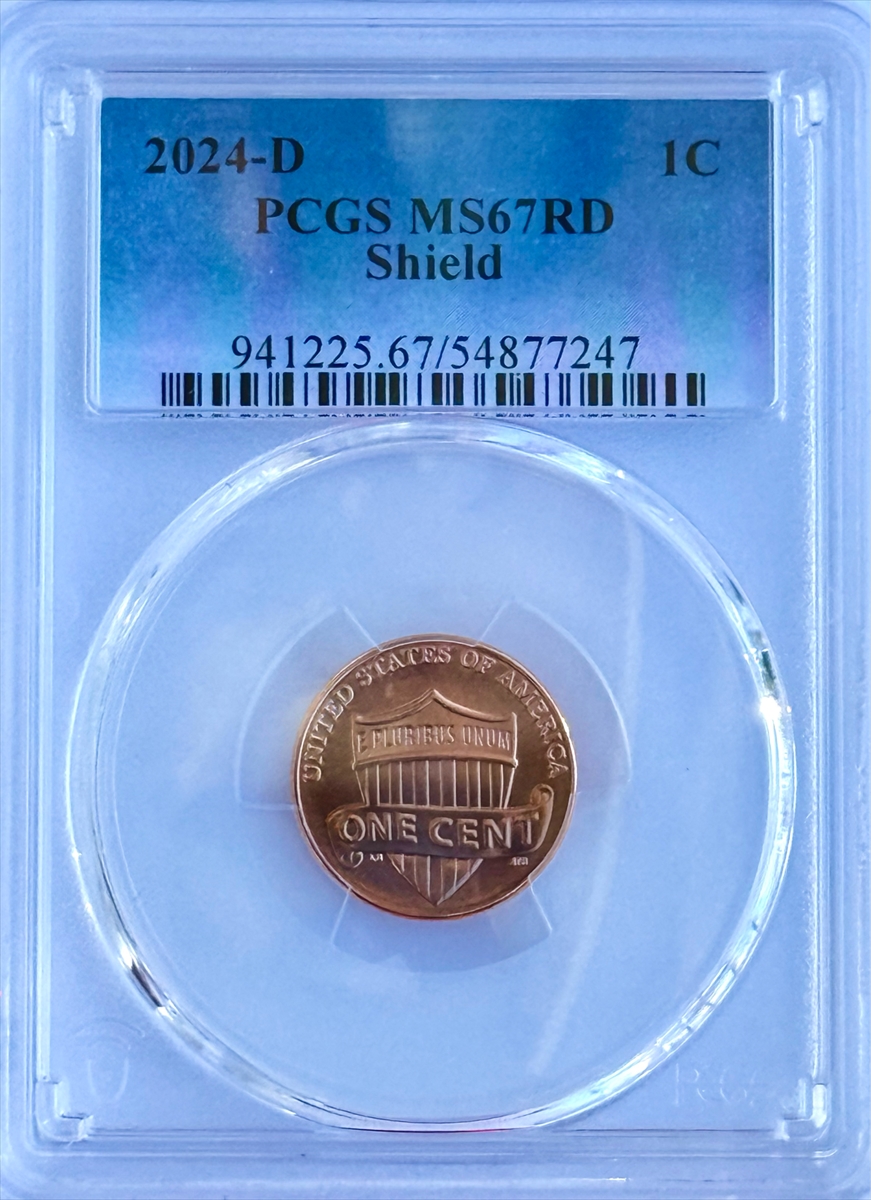 2024-D 1C
PCGS MS67RD
Shield
941225.67/54877247
UNITED STATES OF AMERICA
E PLURIBUS UNUM
ONE CENT